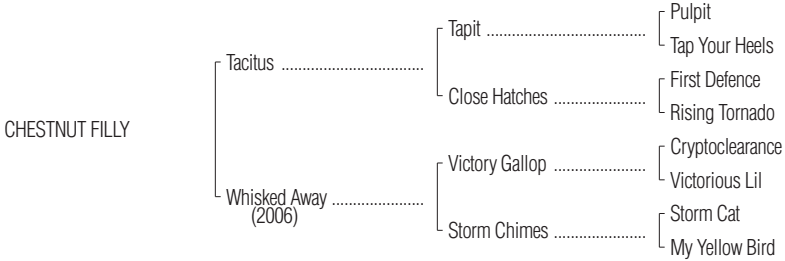 Pulpit
Tapit ......................................
Tap Your Heels
Tacitus ..................................
First Defence
Close Hatches ......................
Rising Tornado
CHESTNUT FILLY
Cryptoclearance
Victory Gallop ......................
Victorious Lil
Whisked Away ......................
(2006)
Storm Cat
Storm Chimes ......................
My Yellow Bird